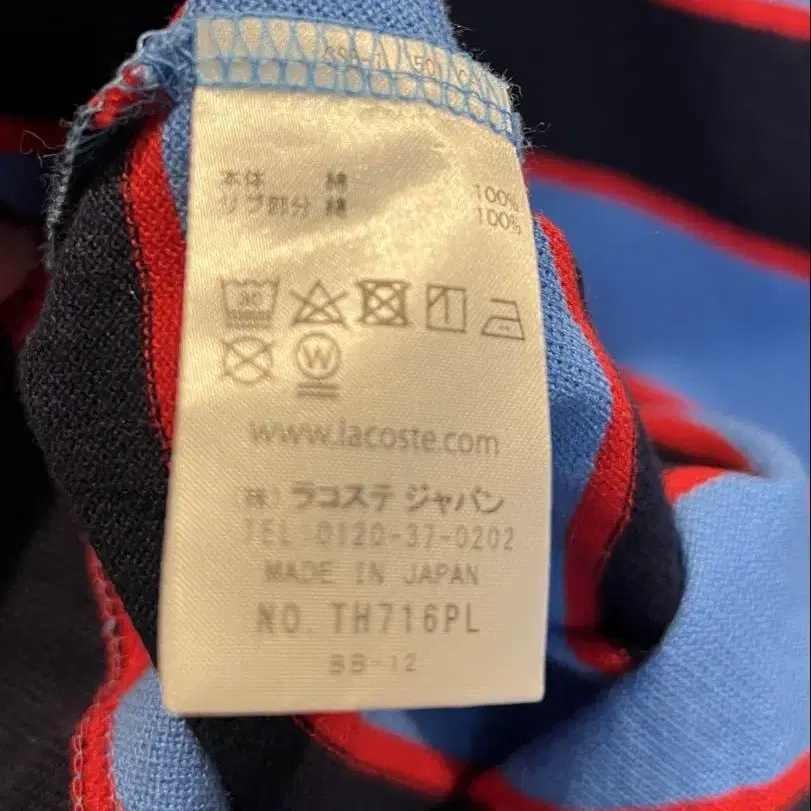 本体 綿 100%
リブ部分 綿 100%
30
W
www.lacoste.com
(株) ラコステ ジャパン
TEL:0120-37-0202
MADE IN JAPAN
NO. TH716PL
BB-12